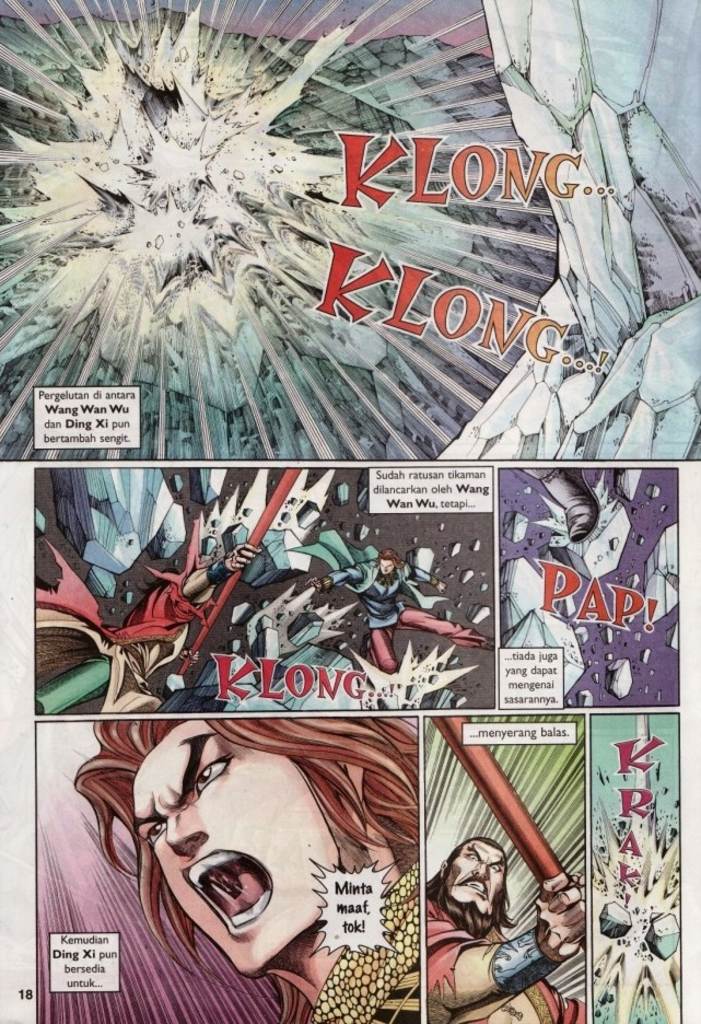 KLONG...
KLONG...!
Pergelutan di antara
Wang Wan Wu
dan Ding Xi pun
bertambah sengit.
Sudah ratusan tikaman
dilancarkan oleh Wang
Wan Wu, tetapi...
KLONG...!
PAP!
...tiada juga
yang dapat
mengenai
sasarannya.
Minta
maaf,
tok!
Kemudian
Ding Xi pun
bersedia
untuk...
...menyerang balas.
KRAK!
18